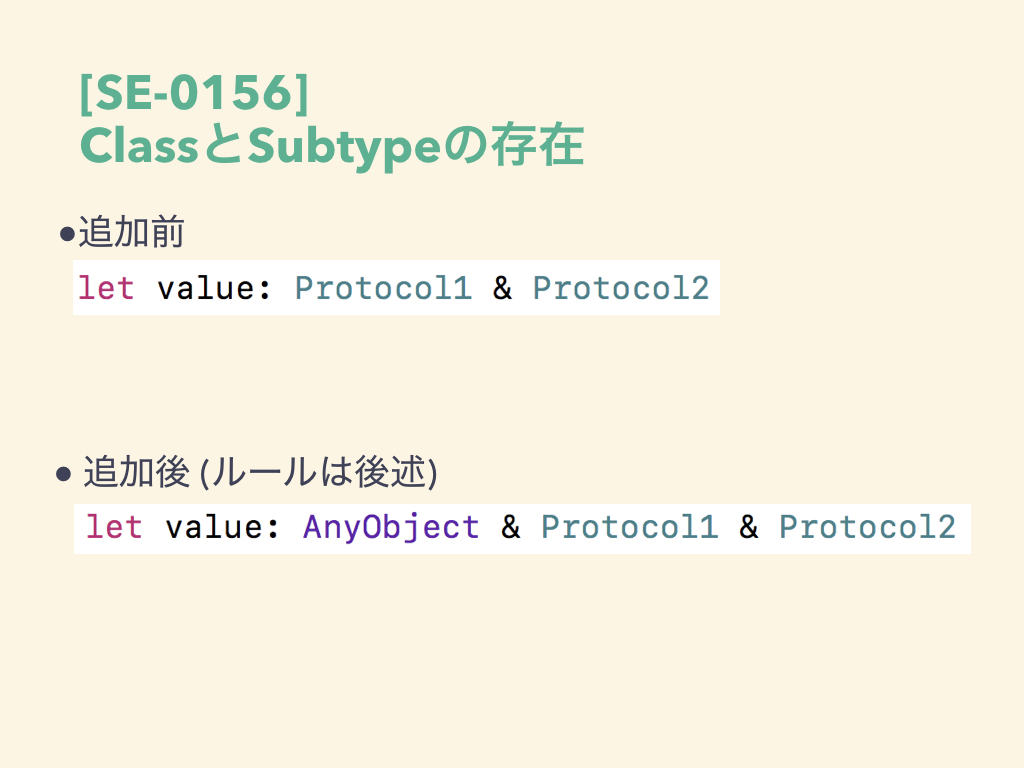 [SE-0156]
ClassとSubtypeの存在
●追加前
let value: Protocol1 & Protocol2
● 追加後 (ルールは後述)
let value: AnyObject & Protocol1 & Protocol2